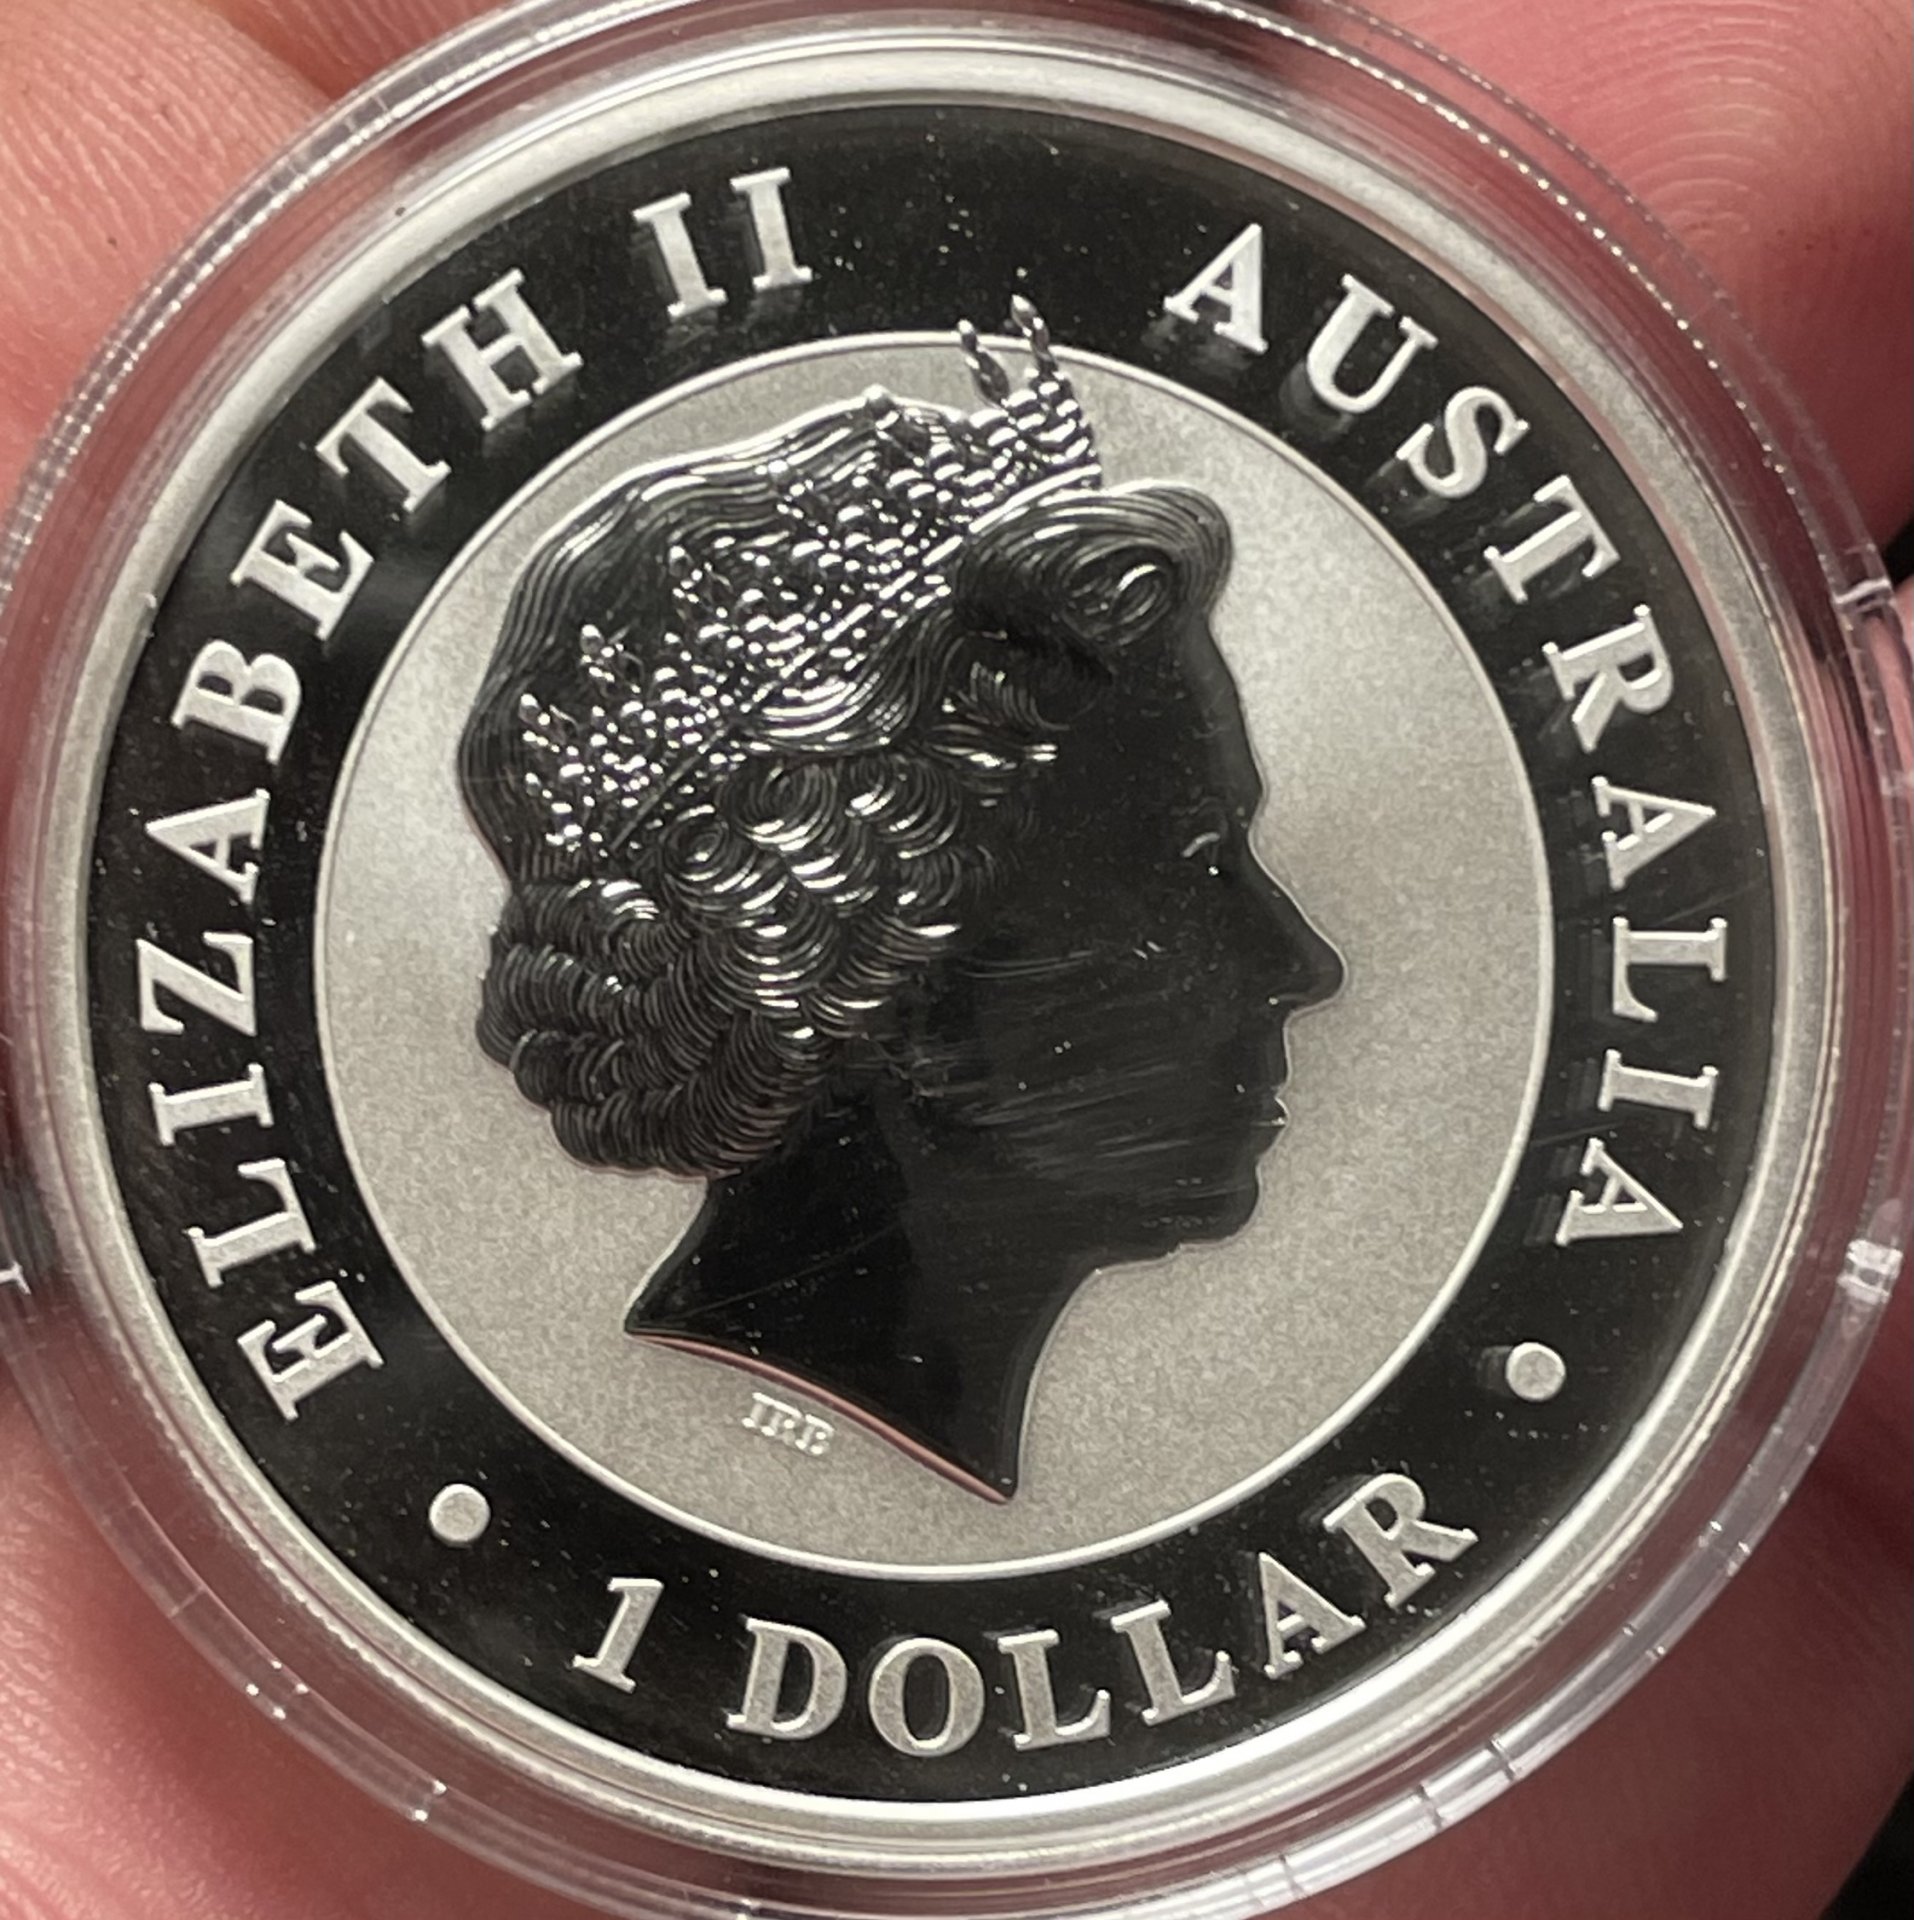 ELIZABETH II AUSTRALIA
1 DOLLAR
IRB